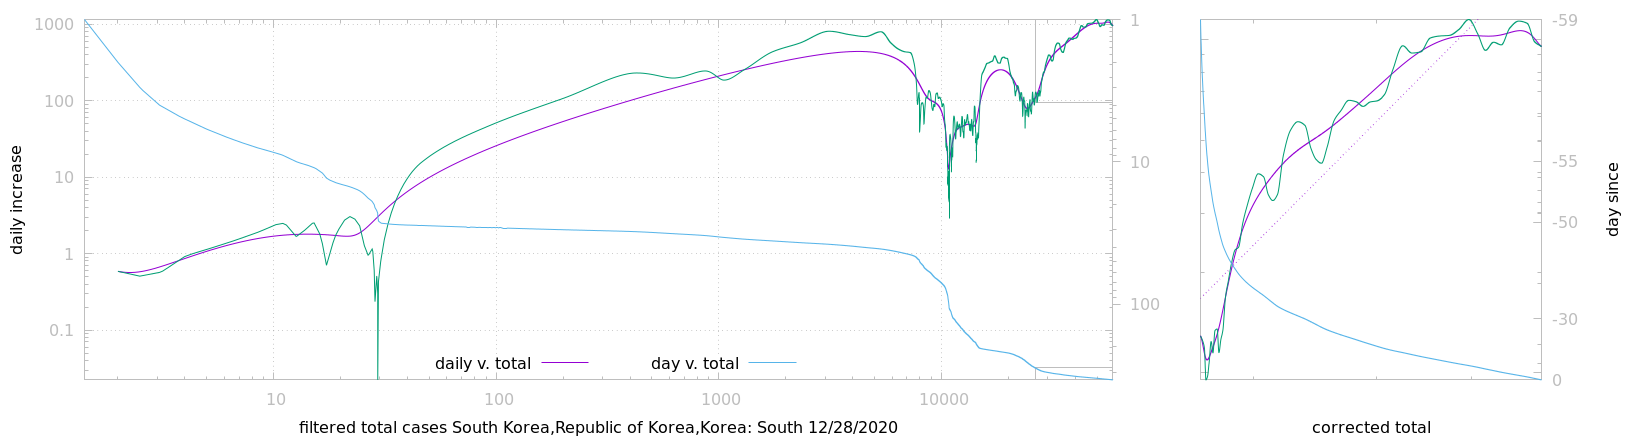 1000
100
10
1
0.1
daily increase
daily v. total
day v. total
1
10
100
10
100
1000
10000
filtered total cases South Korea,Republic of Korea,Korea: South 12/28/2020
-59
-55
-50
-30
0
day since
corrected total